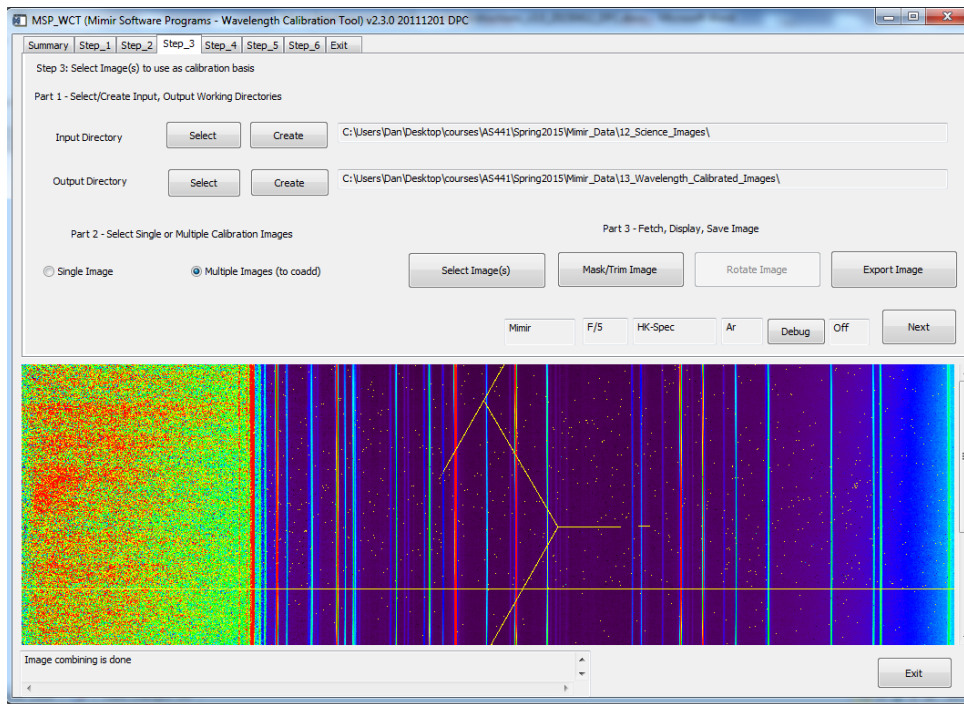 MSP_WCT (Mimir Software Programs - Wavelength Calibration Tool) v2.3.0 20111201 DPC
Summary Step_1 Step_2 Step_3 Step_4 Step_5 Step_6 Exit
Step 3: Select Image(s) to use as calibration basis
Part 1 - Select/Create Input, Output Working Directories
Input Directory Select Create C:\Users\Dan\Desktop\courses\AS441\Spring2015\Mimir_Data\12_Science_Images\
Output Directory Select Create C:\Users\Dan\Desktop\courses\AS441\Spring2015\Mimir_Data\13_Wavelength_Calibrated_Images\
Part 2 - Select Single or Multiple Calibration Images Part 3 - Fetch, Display, Save Image
Single Image Multiple Images (to coadd) Select Image(s) Mask/Trim Image Rotate Image Export Image
Mimir F/5 HK-Spec Ar Debug Off Next
Image combining is done
Exit